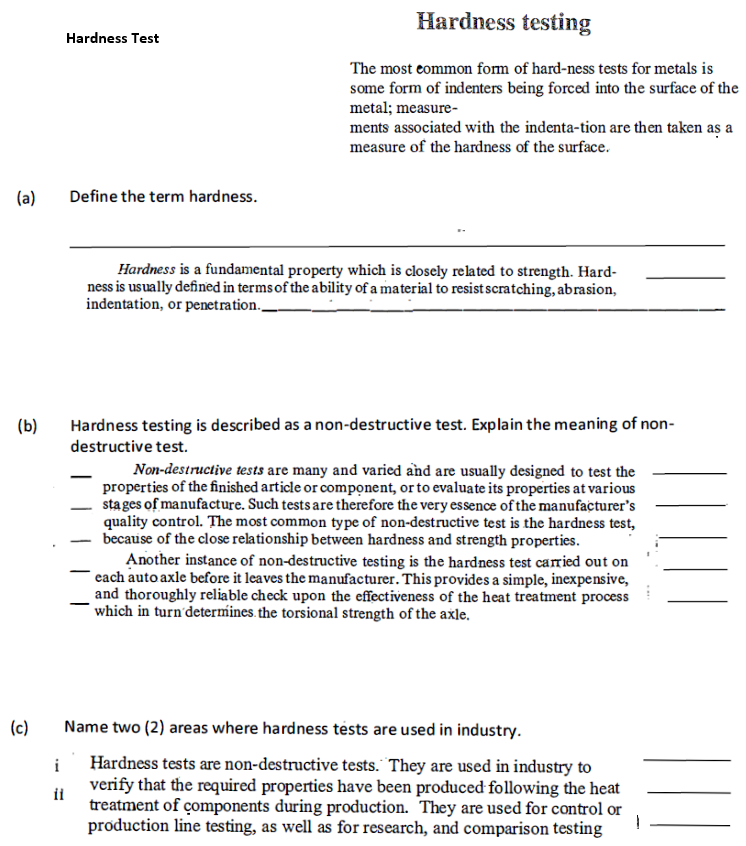 Hardness testing
Hardness Test
The most common form of hard-ness tests for metals is
some form of indenters being forced into the surface of the
metal; measure-
ments associated with the indenta-tion are then taken as a
measure of the hardness of the surface.
(a) Define the term hardness.
Hardness is a fundamental property which is closely related to strength. Hard-
ness is usually defined in terms of the ability of a material to resist scratching, abrasion,
indentation, or penetration.
(b) Hardness testing is described as a non-destructive test. Explain the meaning of non-
destructive test.
Non-destructive tests are many and varied and are usually designed to test the
properties of the finished article or component, or to evaluate its properties at various
stages of manufacture. Such tests are therefore the very essence of the manufacturer's
quality control. The most common type of non-destructive test is the hardness test,
because of the close relationship between hardness and strength properties.
Another instance of non-destructive testing is the hardness test carried out on
each auto axle before it leaves the manufacturer. This provides a simple, inexpensive,
and thoroughly reliable check upon the effectiveness of the heat treatment process
which in turn determines the torsional strength of the axle.
(c) Name two (2) areas where hardness tests are used in industry.
i Hardness tests are non-destructive tests. They are used in industry to
ii verify that the required properties have been produced following the heat
treatment of components during production. They are used for control or
production line testing, as well as for research, and comparison testing